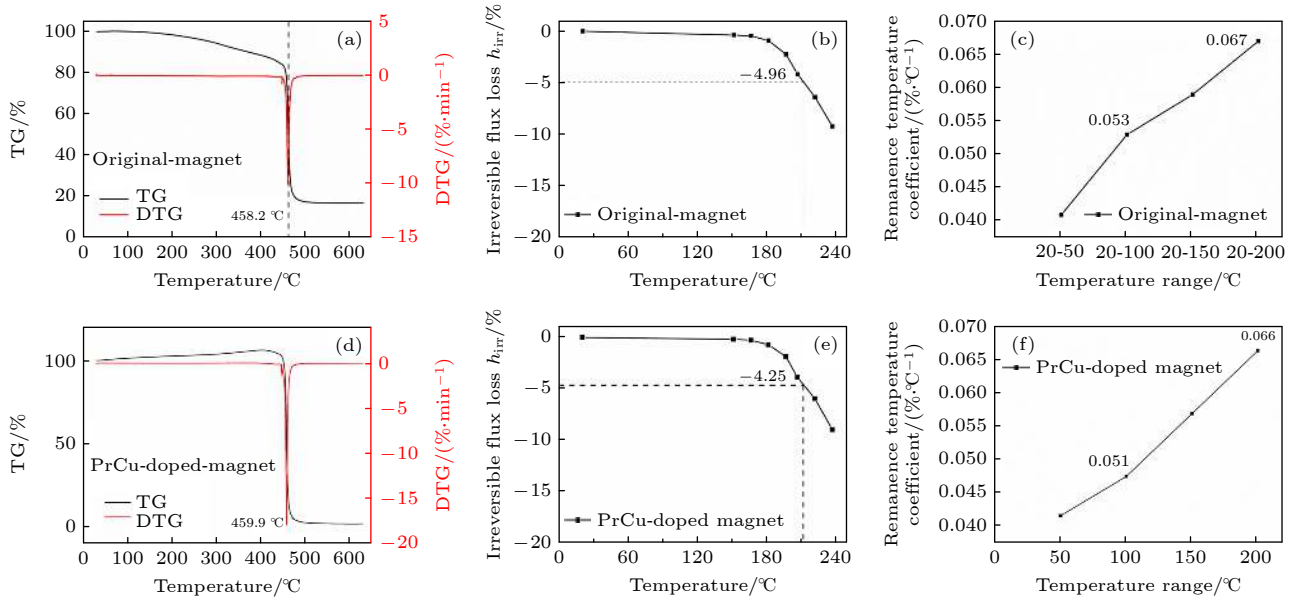 (a)
TG/%
100
80
60
40
20
0
5
0
−5
−10
−15
DTG/(%·min−1)
Original-magnet
TG
DTG
458.2 ℃
0 100 200 300 400 500 600
Temperature/℃
(b)
Irreversible flux loss hirr/%
0
−5
−10
−15
−20
−4.96
Original-magnet
0 60 120 180 240
Temperature/℃
(c)
Remanence temperature
coefficient/(%·℃−1)
0.070
0.065
0.060
0.055
0.050
0.045
0.040
0.067
0.053
Original-magnet
20-50 20-100 20-150 20-200
Temperature range/℃
(d)
TG/%
100
50
0
5
0
−5
−10
−15
−20
DTG/(%·min−1)
PrCu-doped-magnet
TG
DTG
459.9 ℃
0 100 200 300 400 500 600
Temperature/℃
(e)
Irreversible flux loss hirr/%
0
−5
−10
−15
−20
−4.25
PrCu-doped magnet
0 60 120 180 240
Temperature/℃
(f)
Remanence temperature
coefficient/(%·℃−1)
0.070
0.065
0.060
0.055
0.050
0.045
0.040
0.066
PrCu-doped magnet
0.051
0 50 100 150 200
Temperature range/℃